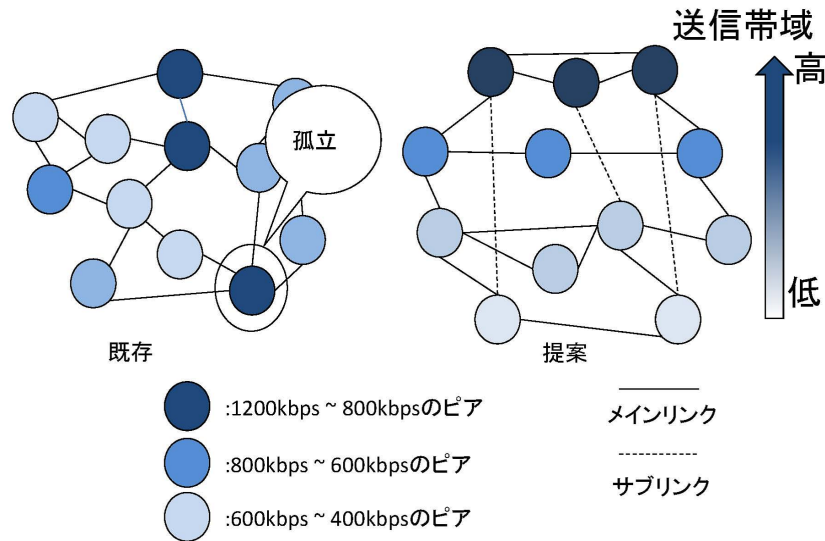 送信帯域
高
孤立
低
既存
提案
:1200kbps ~ 800kbpsのピア
メインリンク
:800kbps ~ 600kbpsのピア
サブリンク
:600kbps ~ 400kbpsのピア